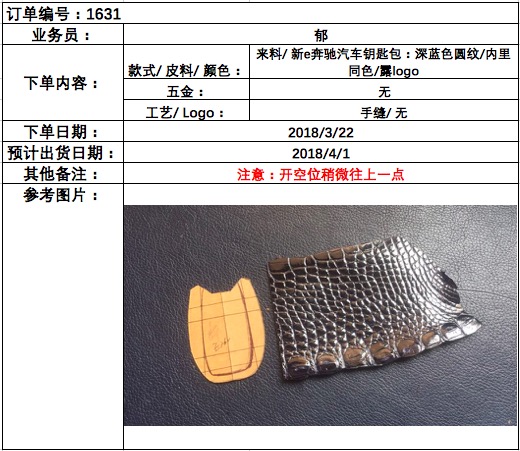 订单编号：1631
业务员： 郁
下单内容：
款式/ 皮料/ 颜色： 来料/ 新e奔驰汽车钥匙包：深蓝色圆纹/内里
同色/露logo
五金： 无
工艺/ Logo： 手缝/ 无
下单日期： 2018/3/22
预计出货日期： 2018/4/1
其他备注： 注意：开空位稍微往上一点
参考图片：